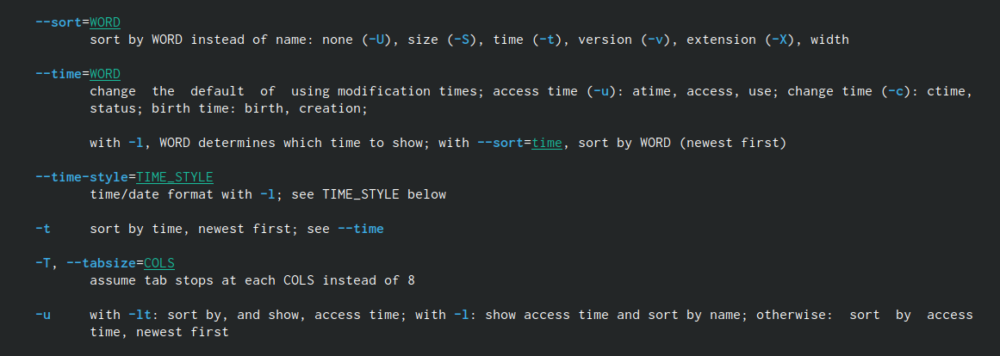 --sort=WORD
sort by WORD instead of name: none (-U), size (-S), time (-t), version (-v), extension (-X), width
--time=WORD
change the default of using modification times; access time (-u): atime, access, use; change time (-c): ctime,
status; birth time: birth, creation;
with -l, WORD determines which time to show; with --sort=time, sort by WORD (newest first)
--time-style=TIME_STYLE
time/date format with -l; see TIME_STYLE below
-t sort by time, newest first; see --time
-T, --tabsize=COLS
assume tab stops at each COLS instead of 8
-u with -lt: sort by, and show, access time; with -l: show access time and sort by name; otherwise: sort by access
time, newest first